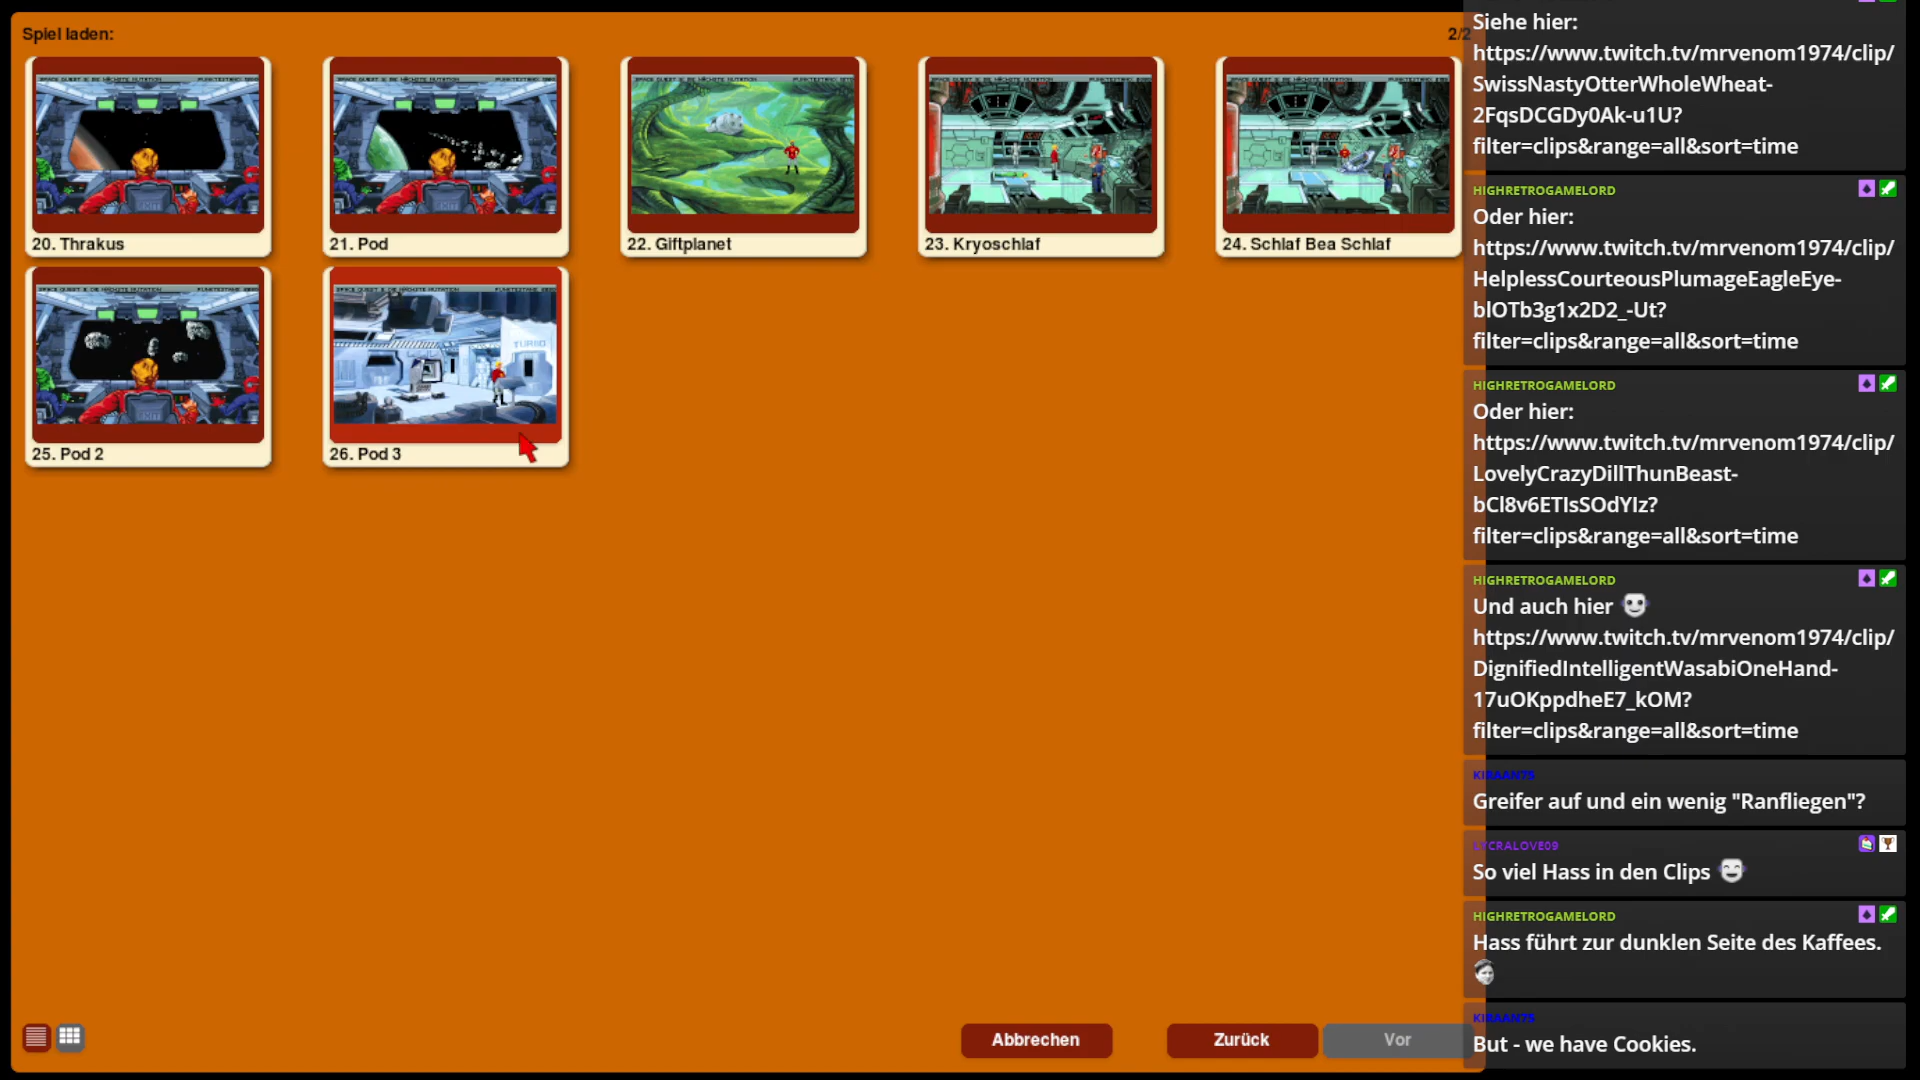 Spiel laden:
2/2
20. Thrakus
21. Pod
22. Giftplanet
23. Kryoschlaf
24. Schlaf Bea Schlaf
25. Pod 2
26. Pod 3
Abbrechen
Zurück
Vor
Siehe hier:
https://www.twitch.tv/mrvenom1974/clip/
SwissNastyOtterWholeWheat-
2FqsDCGDy0Ak-u1U?
filter=clips&range=all&sort=time
HIGHRETROGAMELORD
Oder hier:
https://www.twitch.tv/mrvenom1974/clip/
HelplessCourteousPlumageEagleEye-
blOTb3g1x2D2_-Ut?
filter=clips&range=all&sort=time
HIGHRETROGAMELORD
Oder hier:
https://www.twitch.tv/mrvenom1974/clip/
LovelyCrazyDillThunBeast-
bCl8v6ETIsSOdYIz?
filter=clips&range=all&sort=time
HIGHRETROGAMELORD
Und auch hier
https://www.twitch.tv/mrvenom1974/clip/
DignifiedIntelligentWasabiOneHand-
17uOKppdheE7_kOM?
filter=clips&range=all&sort=time
KIBAAN75
Greifer auf und ein wenig "Ranfliegen"?
LYCRALOVE09
So viel Hass in den Clips
HIGHRETROGAMELORD
Hass führt zur dunklen Seite des Kaffees.
KIBAAN75
But - we have Cookies.